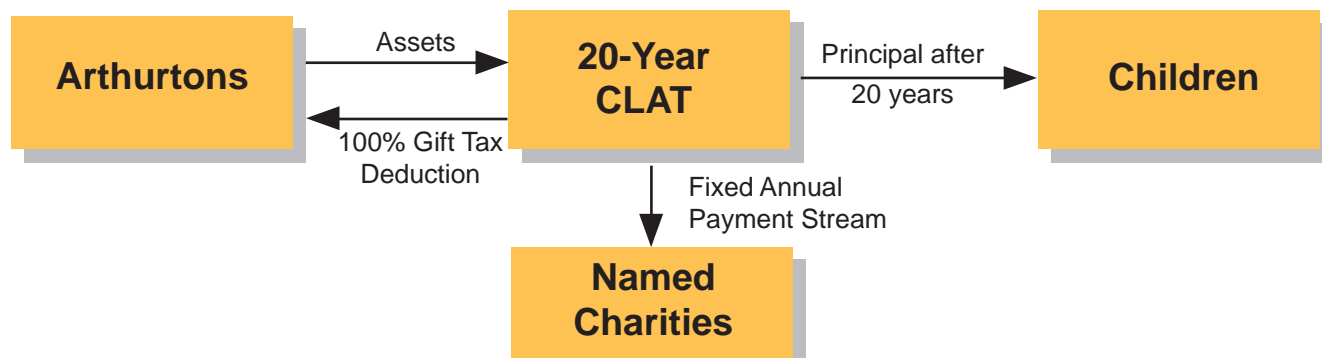 Arthurtons
Assets
100% Gift Tax
Deduction
20-Year
CLAT
Principal after
20 years
Children
Fixed Annual
Payment Stream
Named
Charities